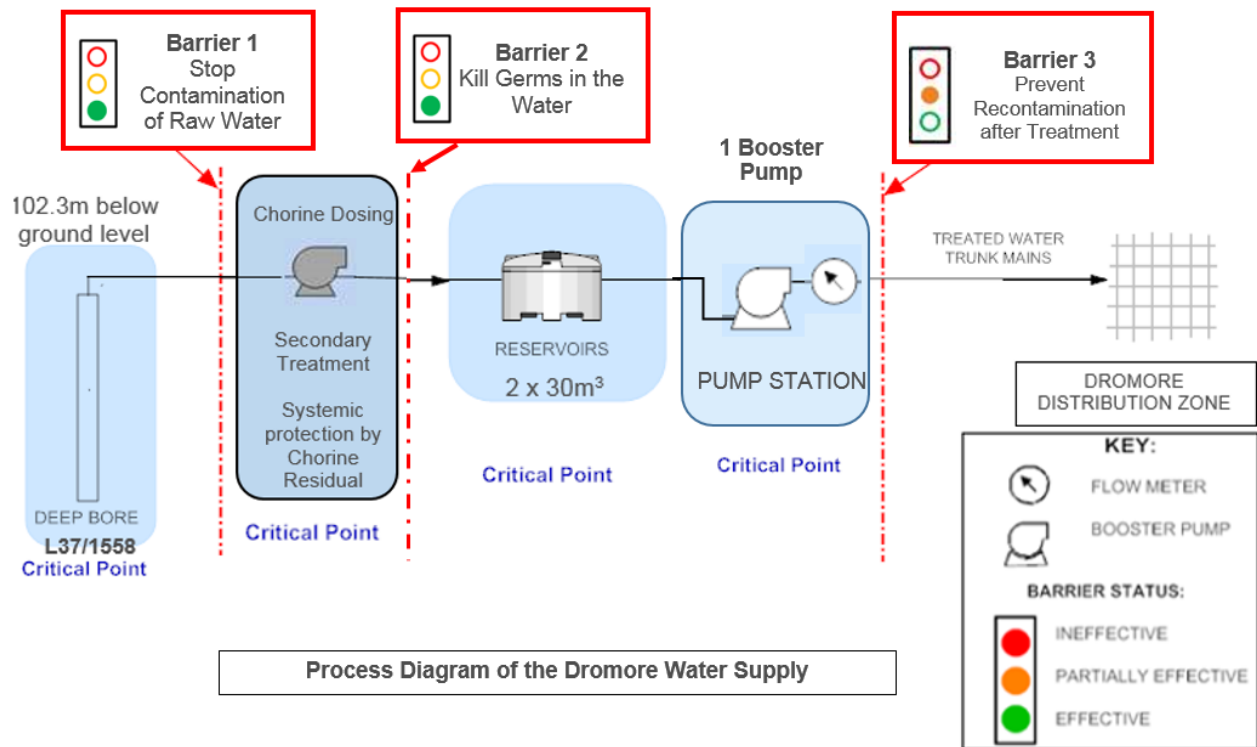 Barrier 1
Stop
Contamination
of Raw Water
Barrier 2
Kill Germs in the
Water
Barrier 3
Prevent
Recontamination
after Treatment
1 Booster
Pump
102.3m below
ground level
Chorine Dosing
TREATED WATER
TRUNK MAINS
Secondary
Treatment
Systemic
protection by
Chorine
Residual
RESERVOIRS
2 x 30m³
PUMP STATION
DROMORE
DISTRIBUTION ZONE
DEEP BORE
L37/1558
Critical Point
Critical Point
Critical Point
Critical Point
KEY:
FLOW METER
BOOSTER PUMP
BARRIER STATUS:
INEFFECTIVE
PARTIALLY EFFECTIVE
EFFECTIVE
Process Diagram of the Dromore Water Supply